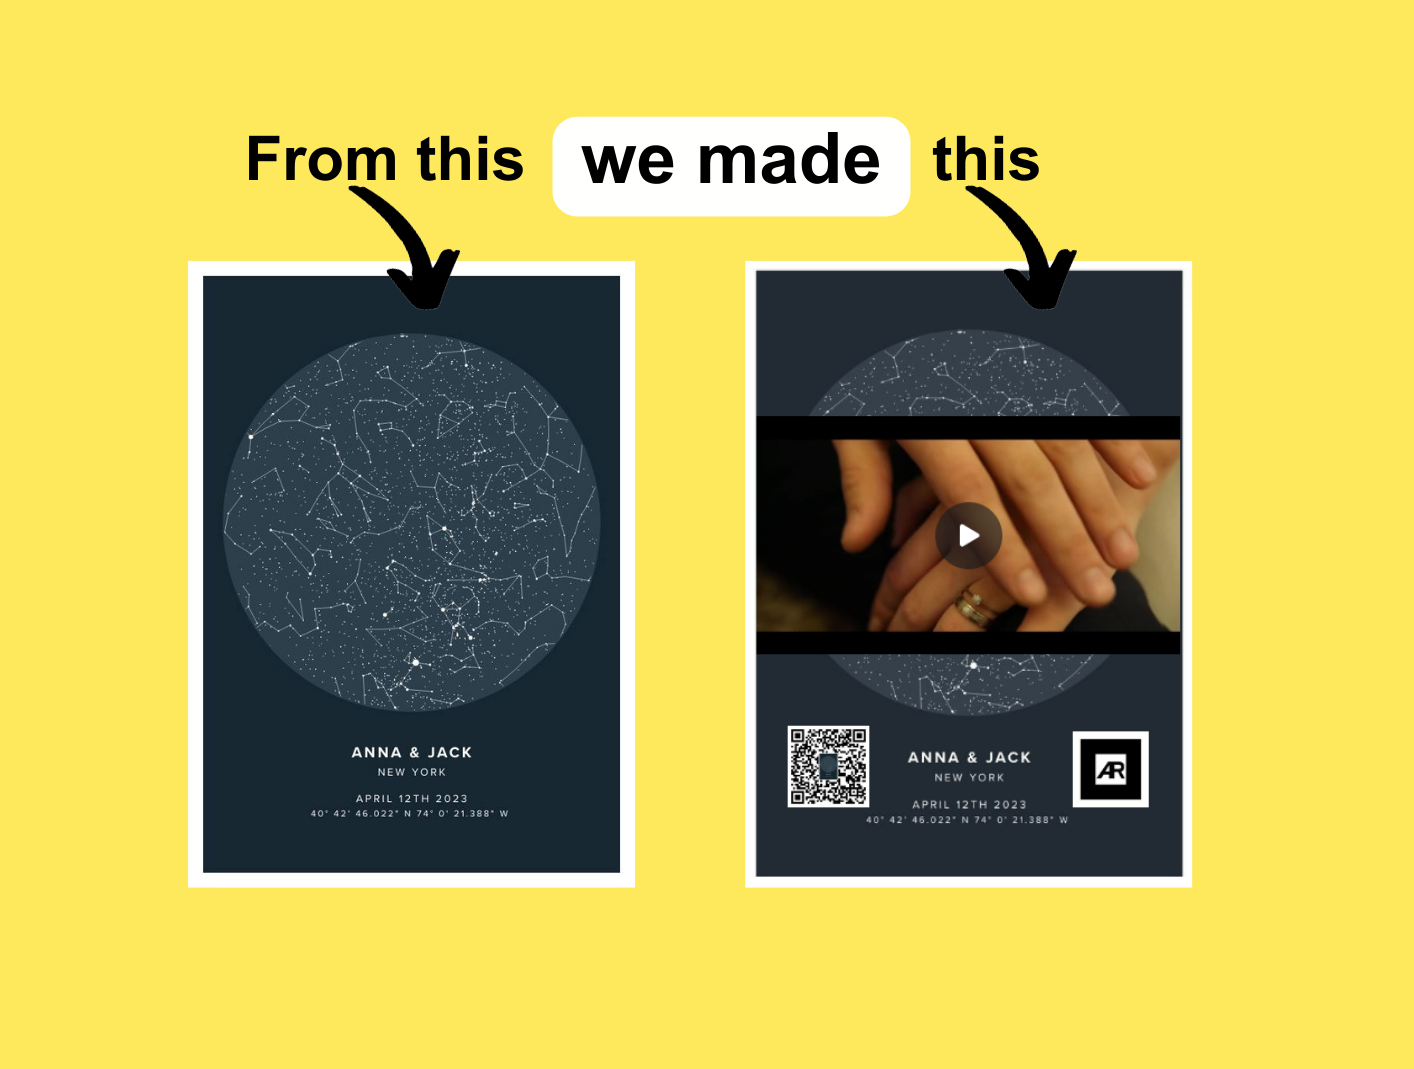 From this we made this
ANNA & JACK
NEW YORK
APRIL 12TH 2023
40° 42' 46.022" N 74° 0' 21.388" W
ANNA & JACK
NEW YORK
APRIL 12TH 2023
40° 42' 46.022" N 74° 0' 21.388" W
AR